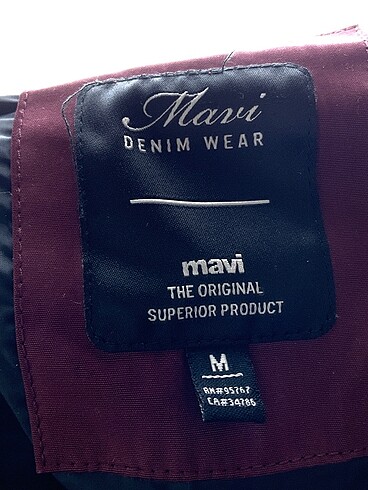 Mavi
DENIM WEAR
mavi
THE ORIGINAL
SUPERIOR PRODUCT
M
RN#95767
CA#34786